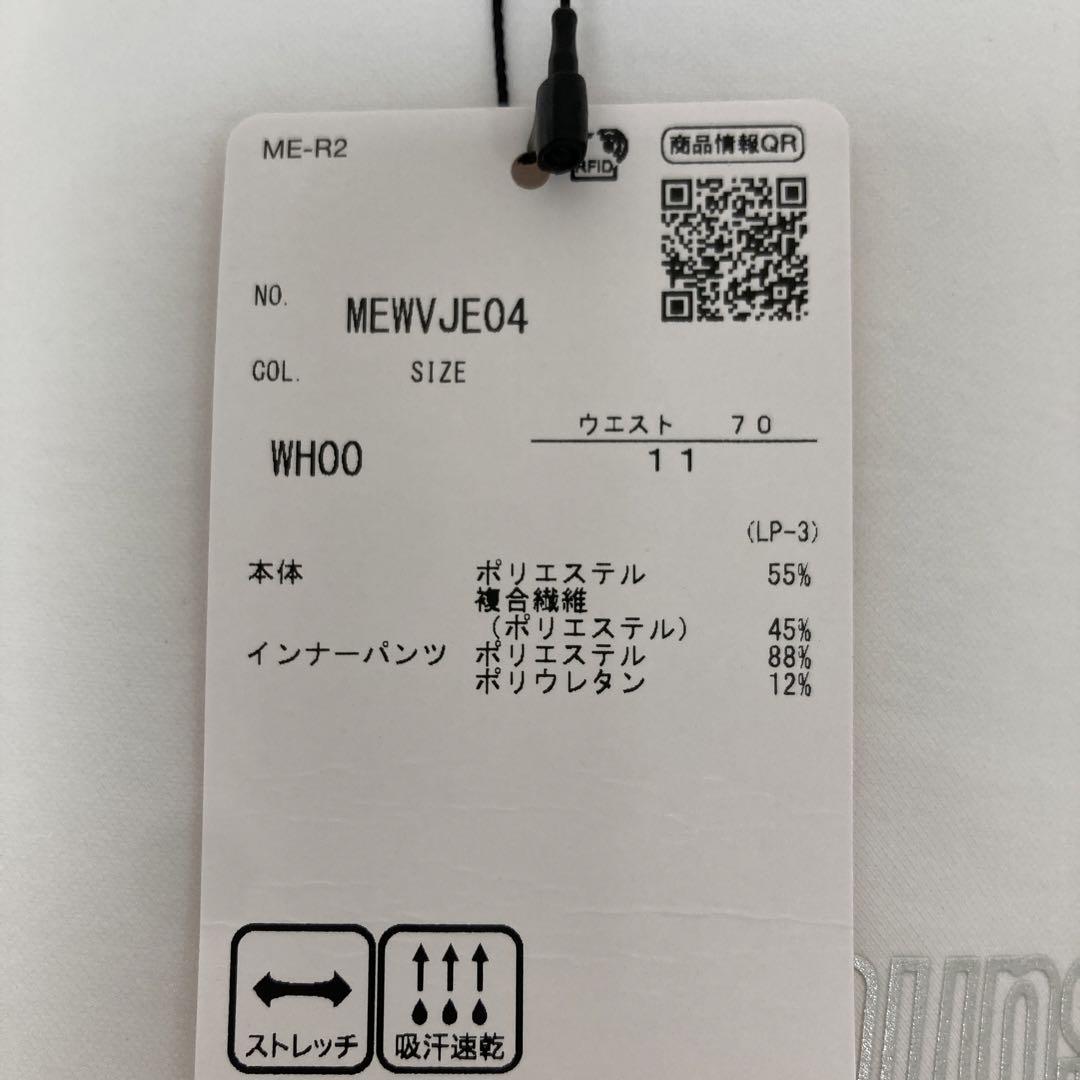 ME-R2
RFID
商品情報QR
NO.
MEWVJE04
COL.
SIZE
ウエスト 70
WH00
11
(LP-3)
本体 ポリエステル 55%
複合繊維
(ポリエステル) 45%
インナーパンツ ポリエステル 88%
ポリウレタン 12%
ストレッチ
吸汗速乾